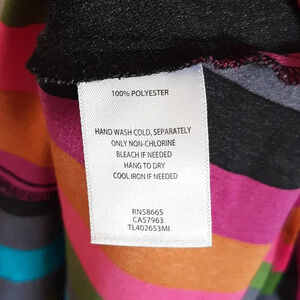 100% POLYESTER
HAND WASH COLD, SEPARATELY
ONLY NON-CHLORINE
BLEACH IF NEEDED
HANG TO DRY
COOL IRON IF NEEDED
RN58665
CA57963
TL402653MI